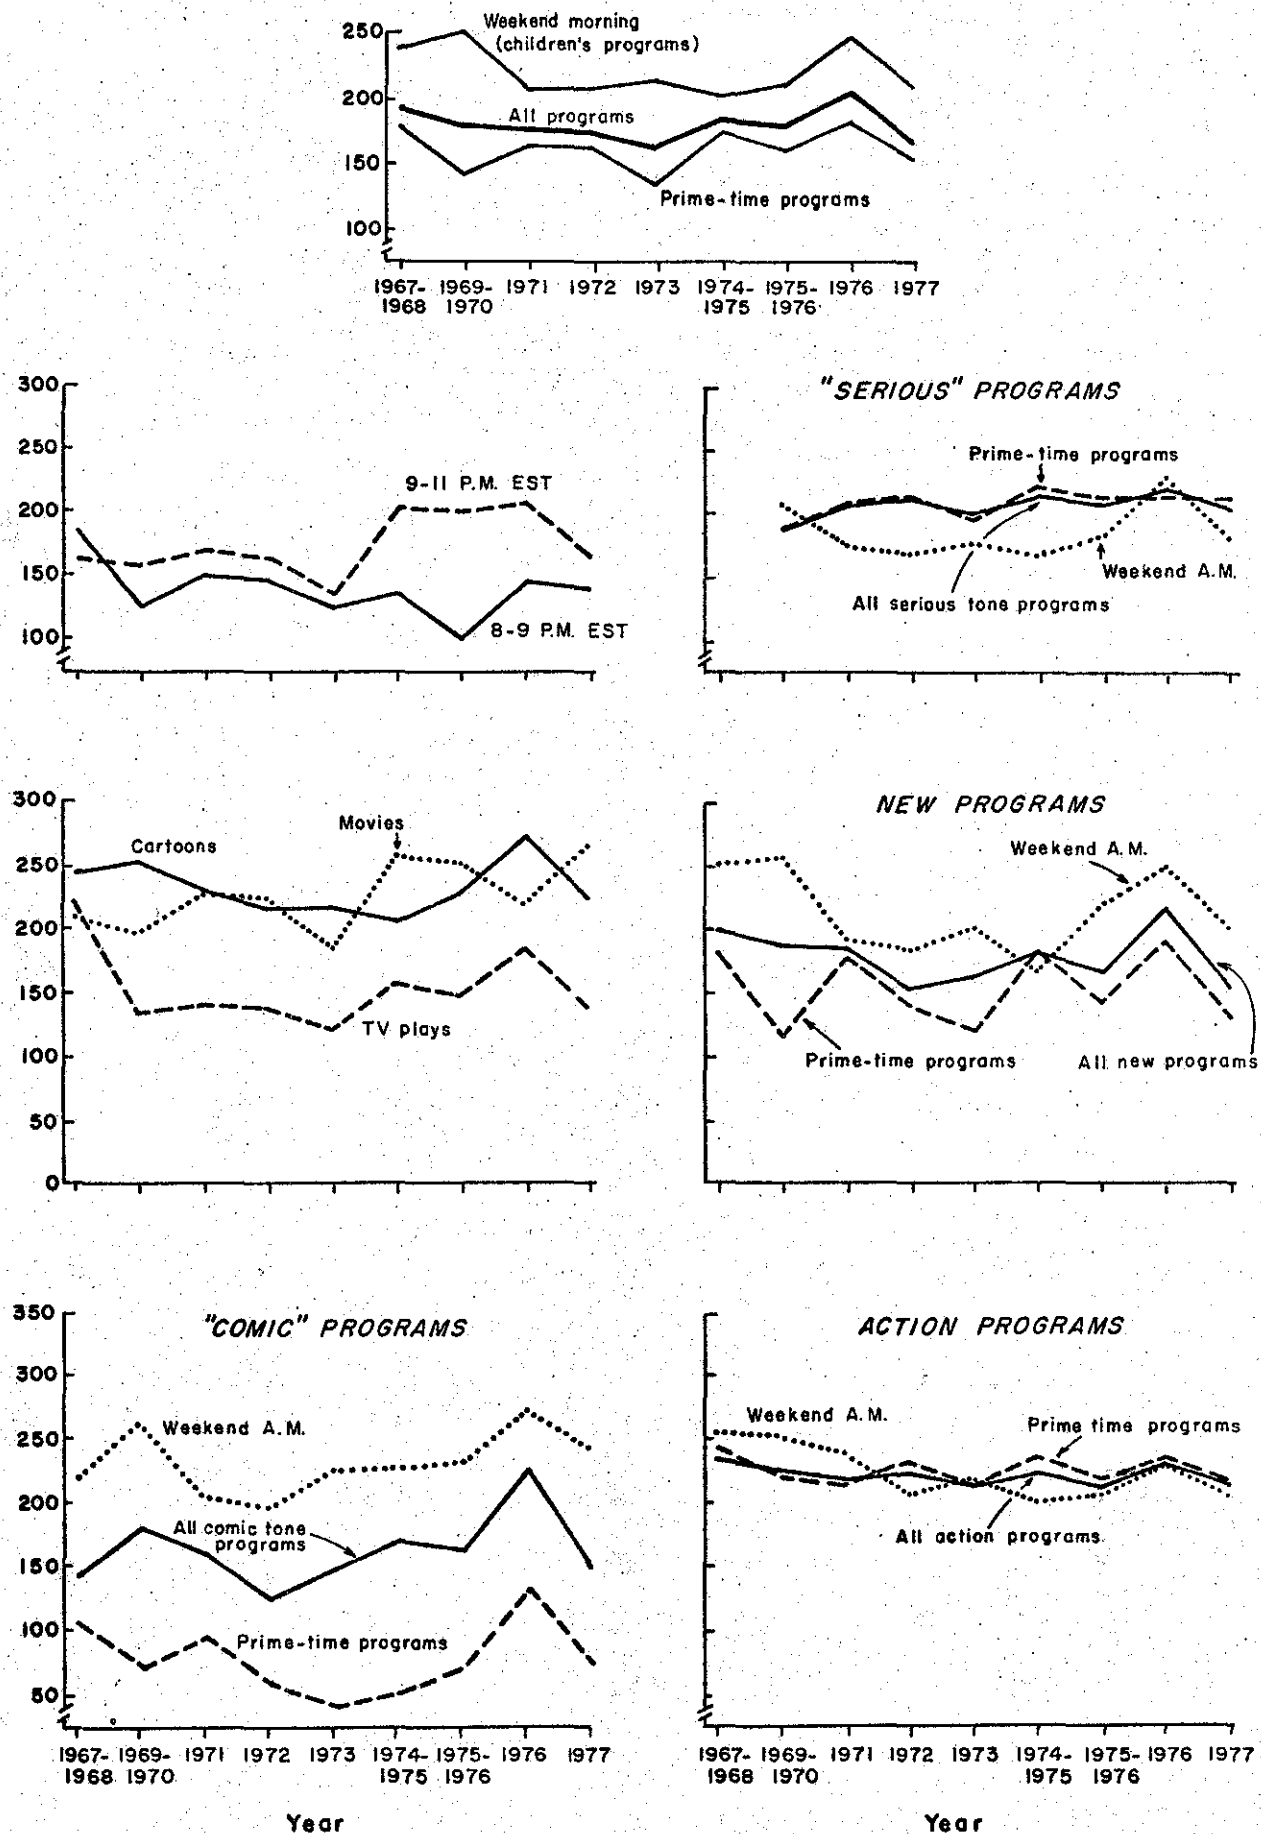 250
Weekend morning
(children's programs)
200
All programs
150
Prime-time programs
100
1967- 1969- 1971 1972 1973 1974- 1975- 1976 1977
1968 1970 1975 1976
300
250
9-11 P.M. EST
200
150
100
8-9 P.M. EST
"SERIOUS" PROGRAMS
Prime-time programs
Weekend A.M.
All serious tone programs
300
Movies
Cartoons
250
200
150
TV plays
100
50
0
NEW PROGRAMS
Weekend A.M.
Prime-time programs
All new programs
350
"COMIC" PROGRAMS
300
Weekend A.M.
250
200
All comic tone
programs
150
100
Prime-time programs
50
1967- 1969- 1971 1972 1973 1974- 1975- 1976 1977
1968 1970 1975 1976
Year
ACTION PROGRAMS
Weekend A.M.
Prime time programs
All action programs
1967- 1969- 1971 1972 1973 1974- 1975- 1976 1977
1968 1970 1975 1976
Year